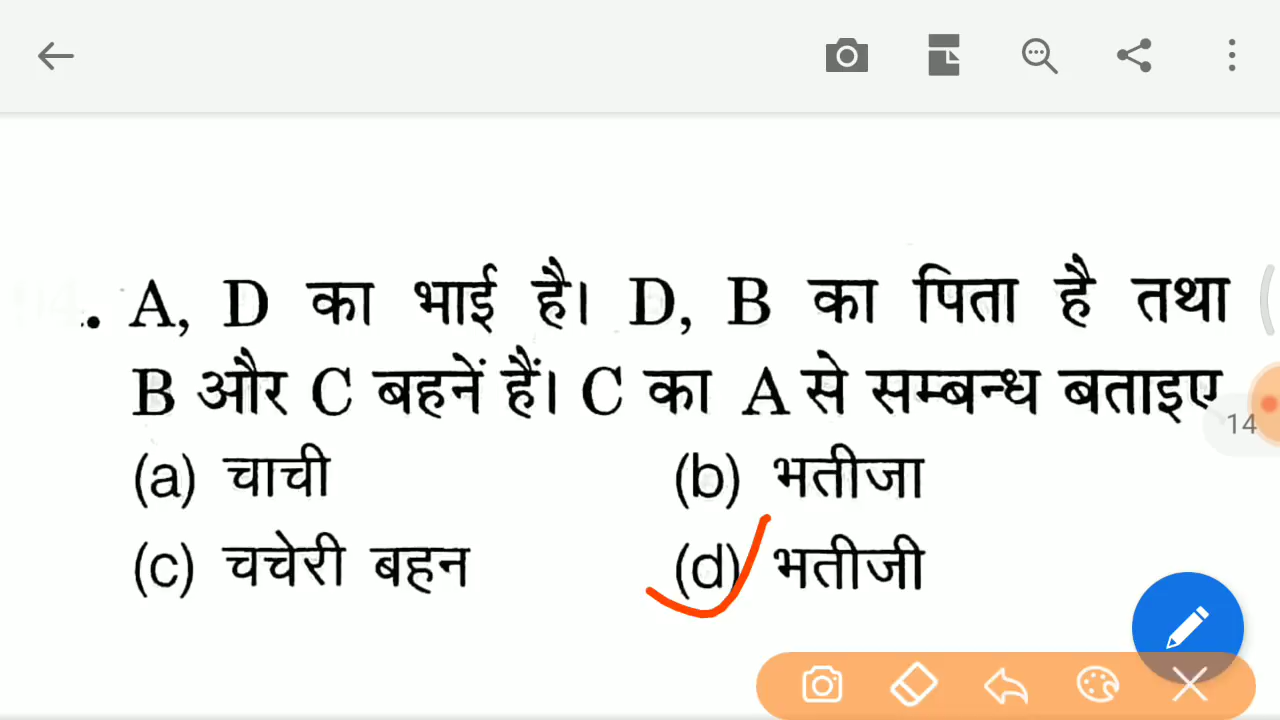 . A, D का भाई है। D, B का पिता है तथा
B और C बहनें हैं। C का A से सम्बन्ध बताइए
14
(a) चाची (b) भतीजा
(c) चचेरी बहन (d) भतीजी